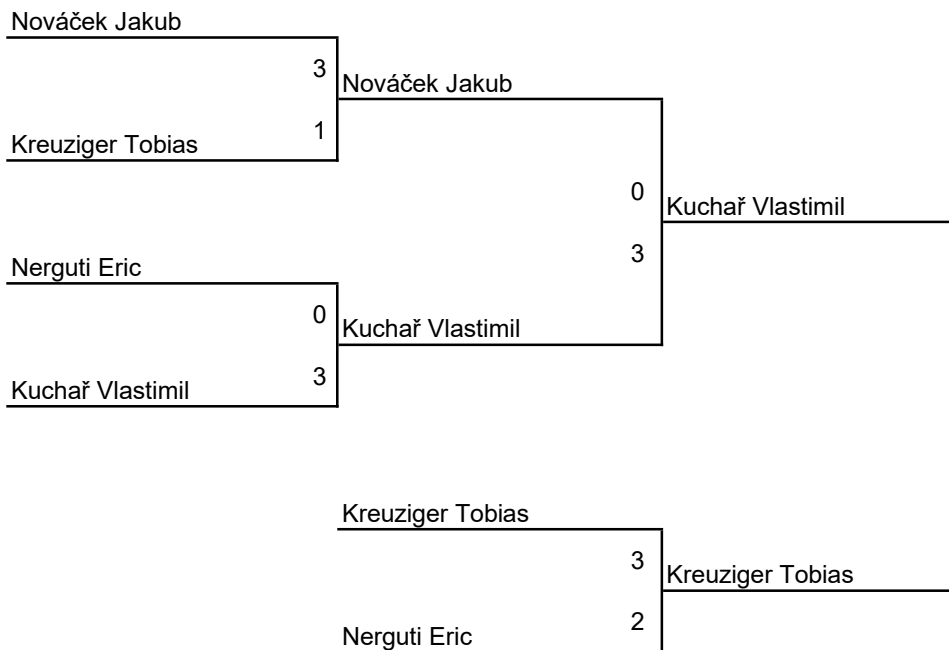 Nováček Jakub
3
Nováček Jakub
1
Kreuziger Tobias
0
Kuchař Vlastimil
3
Nerguti Eric
0
Kuchař Vlastimil
3
Kuchař Vlastimil
Kreuziger Tobias
3
Kreuziger Tobias
2
Nerguti Eric